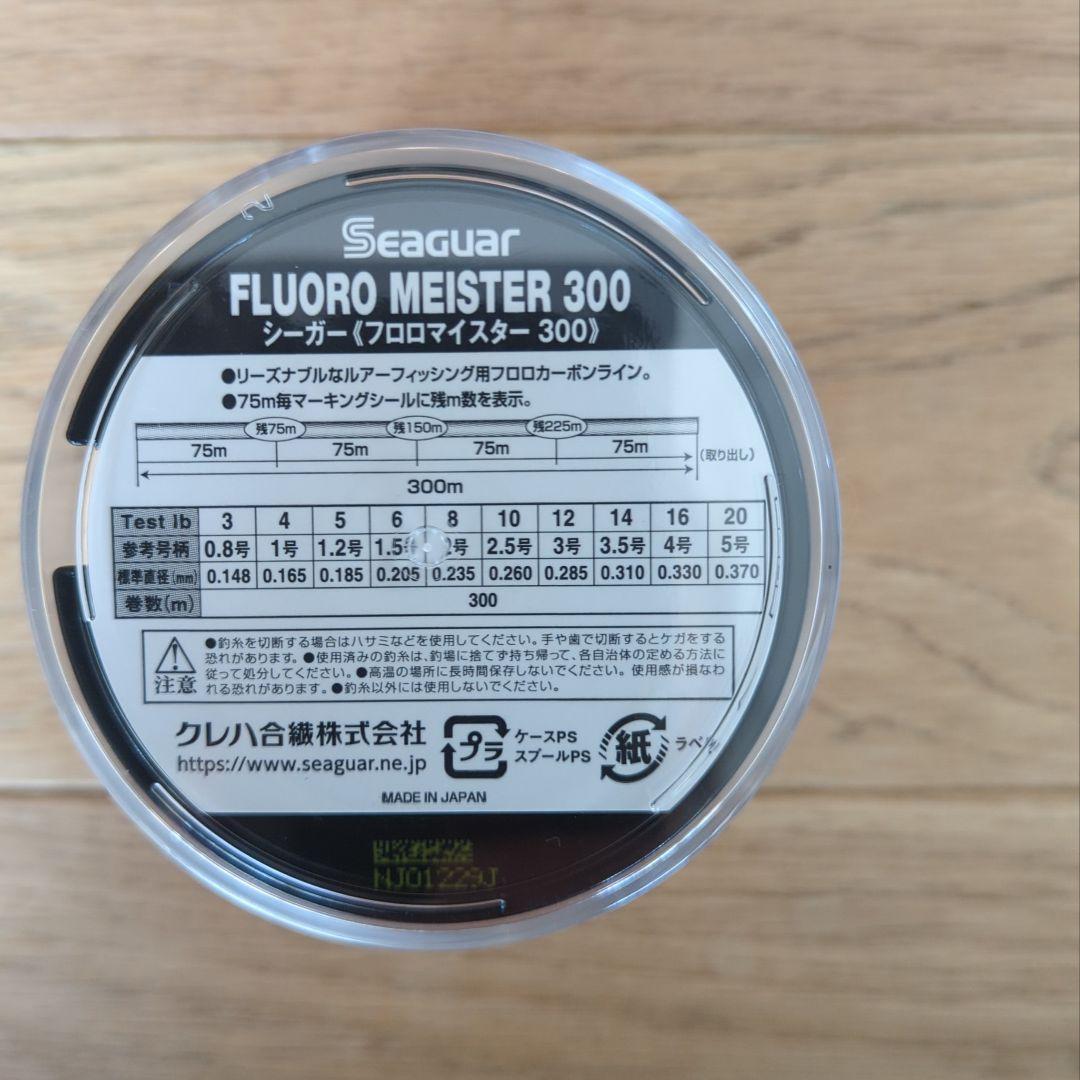 SEAGUAR
FLUORO MEISTER 300
シーガー《フロロマイスター 300》
●リーズナブルなルアーフィッシング用フロロカーボンライン。
●75m毎マーキングシールに残m数を表示。
残75m 残150m 残225m
75m 75m 75m 75m (取り出し)
300m
Test lb 3 4 5 6 8 10 12 14 16 20
参考号柄 0.8号 1号 1.2号 1.5号 2号 2.5号 3号 3.5号 4号 5号
標準直径(mm) 0.148 0.165 0.185 0.205 0.235 0.260 0.285 0.310 0.330 0.370
巻数(m) 300
●釣糸を切断する場合はハサミなどを使用してください。手や歯で切断するとケガをする
恐れがあります。●使用済みの釣糸は、釣場に捨てず持ち帰って、各自治体の定める方法に
従って処分してください。●高温の場所に長時間保存しないでください。使用感が損なわ
れる恐れがあります。●釣糸以外には使用しないでください。
注意
クレハ合繊株式会社
https://www.seaguar.ne.jp
プラ
ケースPS
スプールPS
紙
ラベル
MADE IN JAPAN
NJ01229J